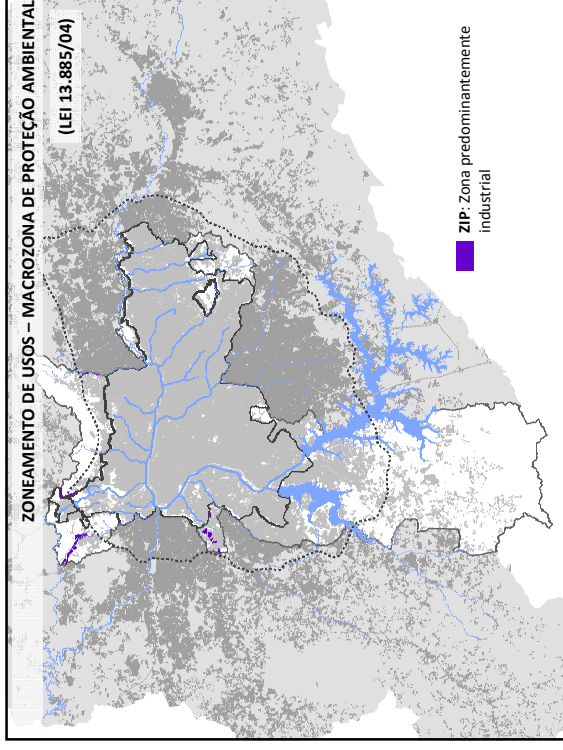 ZONEAMENTO DE USOS – MACROZONA DE PROTEÇÃO AMBIENTAL
(LEI 13.885/04)
ZIP: Zona predominantemente
industrial